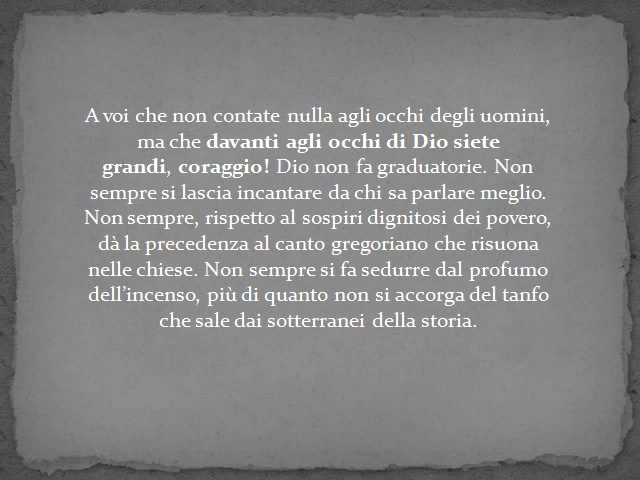 A voi che non contate nulla agli occhi degli uomini,
ma che davanti agli occhi di Dio siete
grandi, coraggio! Dio non fa graduatorie. Non
sempre si lascia incantare da chi sa parlare meglio.
Non sempre, rispetto al sospiri dignitosi dei povero,
dà la precedenza al canto gregoriano che risuona
nelle chiese. Non sempre si fa sedurre dal profumo
dell'incenso, più di quanto non si accorga del tanfo
che sale dai sotterranei della storia.